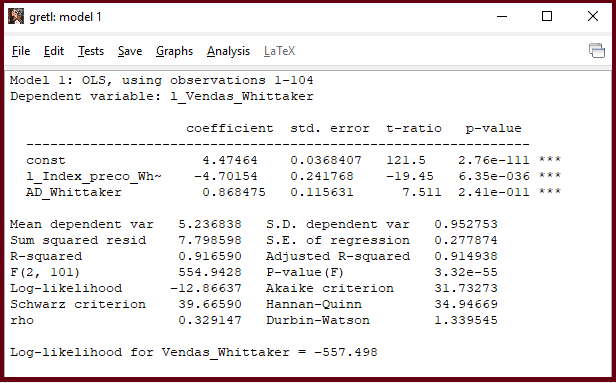 gretl: model 1
File Edit Tests Save Graphs Analysis LaTeX
Model 1: OLS, using observations 1-104
Dependent variable: l_Vendas_Whittaker
coefficient std. error t-ratio p-value
const 4.47464 0.0368407 121.5 2.76e-111 ***
l_Index_preco_Wh~ -4.70154 0.241768 -19.45 6.35e-036 ***
AD_Whittaker 0.868475 0.115631 7.511 2.41e-011 ***
Mean dependent var 5.236838 S.D. dependent var 0.952753
Sum squared resid 7.798598 S.E. of regression 0.277874
R-squared 0.916590 Adjusted R-squared 0.914938
F(2, 101) 554.9428 P-value(F) 3.32e-55
Log-likelihood -12.86637 Akaike criterion 31.73273
Schwarz criterion 39.66590 Hannan-Quinn 34.94669
rho 0.329147 Durbin-Watson 1.339545
Log-likelihood for Vendas_Whittaker = -557.498